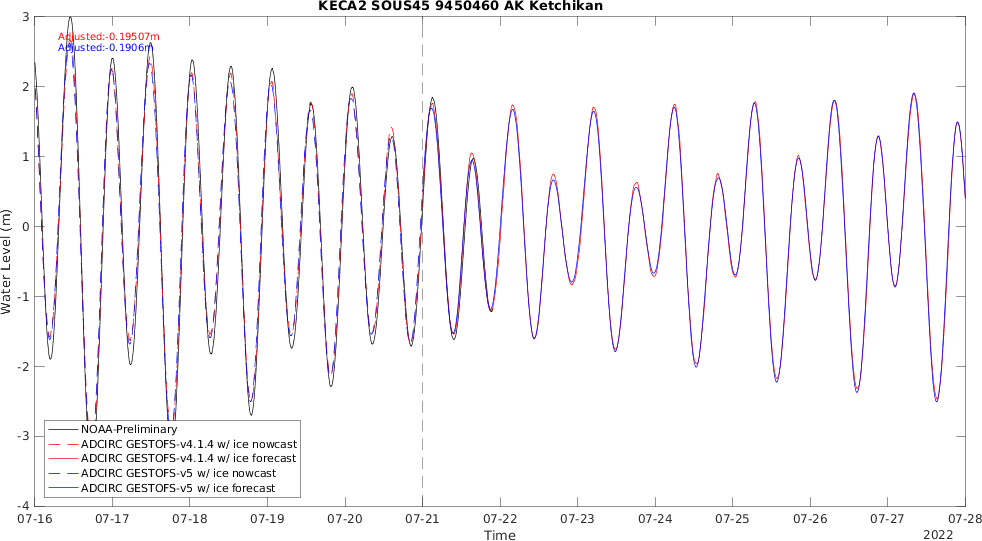 KECA2 SOUS45 9450460 AK Ketchikan
Adjusted:-0.19507m
Adjusted:-0.1906m
3
2
1
0
-1
-2
-3
-4
Water Level (m)
NOAA-Preliminary
ADCIRC GESTOFS-v4.1.4 w/ ice nowcast
ADCIRC GESTOFS-v4.1.4 w/ ice forecast
ADCIRC GESTOFS-v5 w/ ice nowcast
ADCIRC GESTOFS-v5 w/ ice forecast
07-16 07-17 07-18 07-19 07-20 07-21 07-22 07-23 07-24 07-25 07-26 07-27 07-28
Time
2022